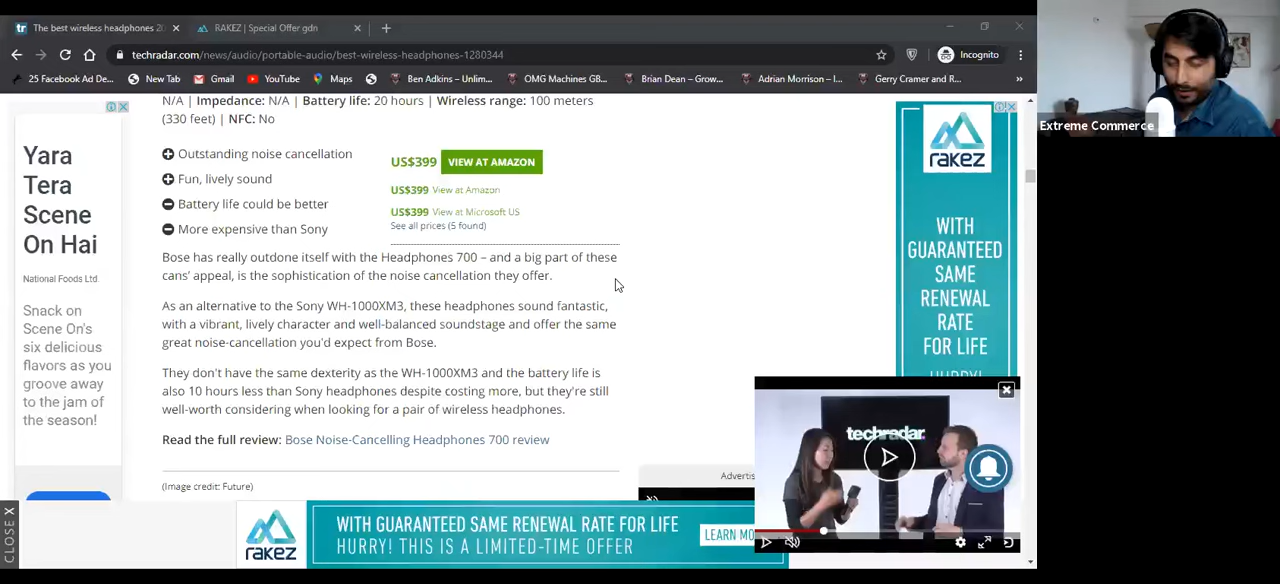 The best wireless headphones 20
RAKEZ | Special Offer gdn
techradar.com/news/audio/portable-audio/best-wireless-headphones-1280344
Incognito
25 Facebook Ad De...
New Tab
Gmail
YouTube
Maps
Ben Adkins – Unlim...
OMG Machines GB...
Brian Dean – Grow...
Adrian Morrison – I...
Gerry Cramer and R...
»
Extreme Commerce
N/A | Impedance: N/A | Battery life: 20 hours | Wireless range: 100 meters
(330 feet) | NFC: No
Outstanding noise cancellation
Fun, lively sound
Battery life could be better
More expensive than Sony
US$399 VIEW AT AMAZON
US$399 View at Amazon
US$399 View at Microsoft US
See all prices (5 found)
Bose has really outdone itself with the Headphones 700 – and a big part of these
cans' appeal, is the sophistication of the noise cancellation they offer.
As an alternative to the Sony WH-1000XM3, these headphones sound fantastic,
with a vibrant, lively character and well-balanced soundstage and offer the same
great noise-cancellation you'd expect from Bose.
They don't have the same dexterity as the WH-1000XM3 and the battery life is
also 10 hours less than Sony headphones despite costing more, but they're still
well-worth considering when looking for a pair of wireless headphones.
Read the full review: Bose Noise-Cancelling Headphones 700 review
(Image credit: Future)
Yara
Tera
Scene
On Hai
National Foods Ltd.
Snack on
Scene On's
six delicious
flavors as you
groove away
to the jam of
the season!
rakez
WITH
GUARANTEED
SAME
RENEWAL
RATE
FOR LIFE
HURRY!
Advertis
techradar.
CLOSE X
rakez
WITH GUARANTEED SAME RENEWAL RATE FOR LIFE
HURRY! THIS IS A LIMITED-TIME OFFER
LEARN MO